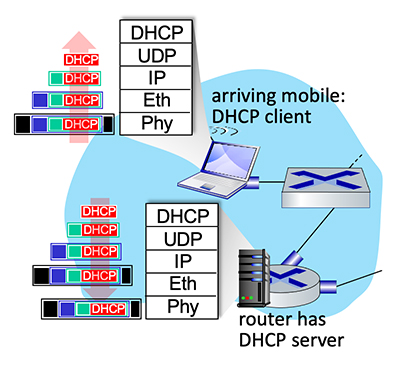 DHCP
UDP
IP
Eth
Phy
DHCP
DHCP
DHCP
DHCP
arriving mobile:
DHCP client
DHCP
UDP
IP
Eth
Phy
DHCP
DHCP
DHCP
DHCP
DHCP
router has
DHCP server